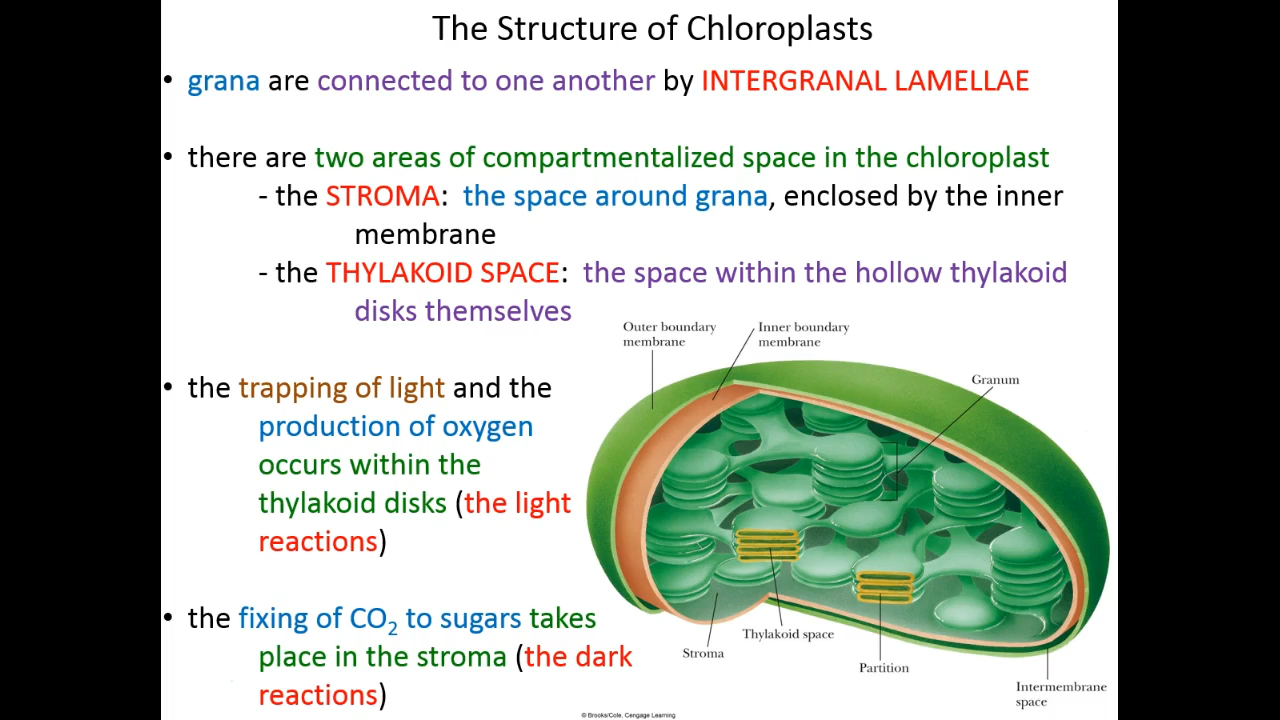 The Structure of Chloroplasts
• grana are connected to one another by INTERGRANAL LAMELLAE
• there are two areas of compartmentalized space in the chloroplast
- the STROMA: the space around grana, enclosed by the inner
membrane
- the THYLAKOID SPACE: the space within the hollow thylakoid
disks themselves
• the trapping of light and the
production of oxygen
occurs within the
thylakoid disks (the light
reactions)
• the fixing of CO₂ to sugars takes
place in the stroma (the dark
reactions)
Outer boundary
membrane
Inner boundary
membrane
Granum
Thylakoid space
Stroma
Partition
Intermembrane
space
© Brooks/Cole, Cengage Learning